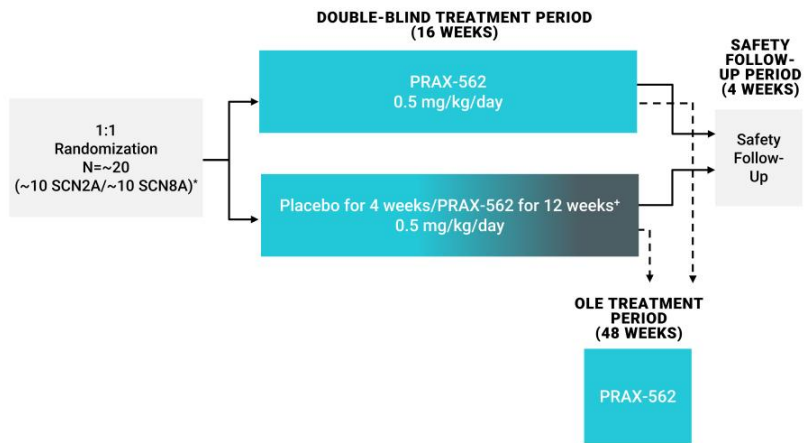 DOUBLE-BLIND TREATMENT PERIOD
(16 WEEKS)
SAFETY
FOLLOW-
UP PERIOD
(4 WEEKS)
1:1
Randomization
N=~20
(~10 SCN2A/~10 SCN8A)*
PRAX-562
0.5 mg/kg/day
Safety
Follow-
Up
Placebo for 4 weeks/PRAX-562 for 12 weeks+
0.5 mg/kg/day
OLE TREATMENT
PERIOD
(48 WEEKS)
PRAX-562